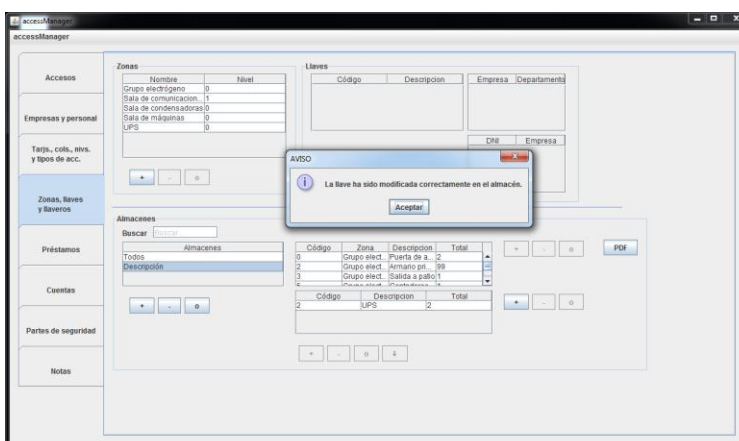 accessManager
accessManager
Accesos
Empresas y personal
Tarjs., cols., nivs.
y tipos de acc.
Zonas, llaves
y llaveros
Préstamos
Cuentas
Partes de seguridad
Notas
Zonas
Nombre Nivel
Grupo electrógeno 0
Sala de comunicacion... 1
Sala de condensadoras 0
Sala de máquinas 0
UPS 0
+ - o
Llaves
Código Descripcion
Empresa Departamento
DNI Empresa
AVISO
La llave ha sido modificada correctamente en el almacén.
Aceptar
Almacenes
Buscar Buscar
Almacenes
Todos
Descripción
+ - o
Código Zona Descripcion Total
0 Grupo elect... Puerta de a... 2
2 Grupo elect... Armario pri... 99
3 Grupo elect... Salida a patio 1
+ - o
PDF
Código Descripcion Total
2 UPS 2
+ - o
+ - o ⇓